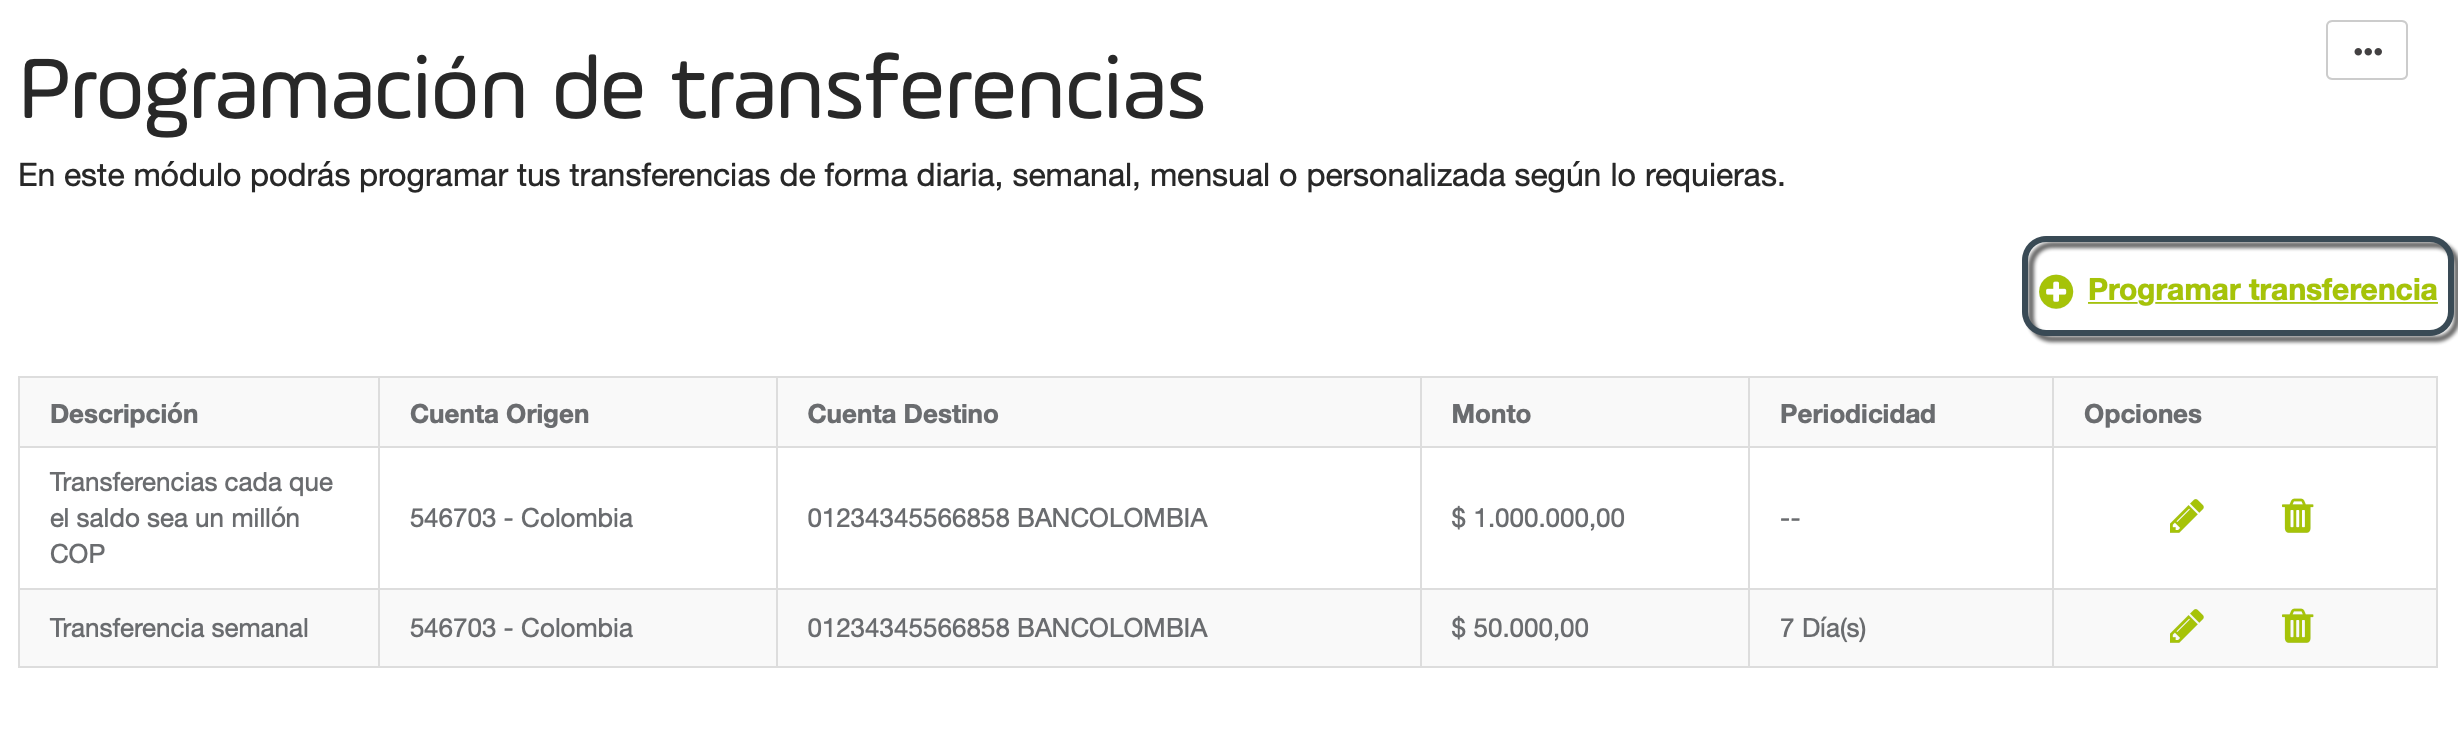 •••
Programación de transferencias
En este módulo podrás programar tus transferencias de forma diaria, semanal, mensual o personalizada según lo requieras.
Programar transferencia
Descripción Cuenta Origen Cuenta Destino Monto Periodicidad Opciones
Transferencias cada que
el saldo sea un millón
COP
546703 - Colombia 01234345566858 BANCOLOMBIA $ 1.000.000,00 --
Transferencia semanal 546703 - Colombia 01234345566858 BANCOLOMBIA $ 50.000,00 7 Día(s)